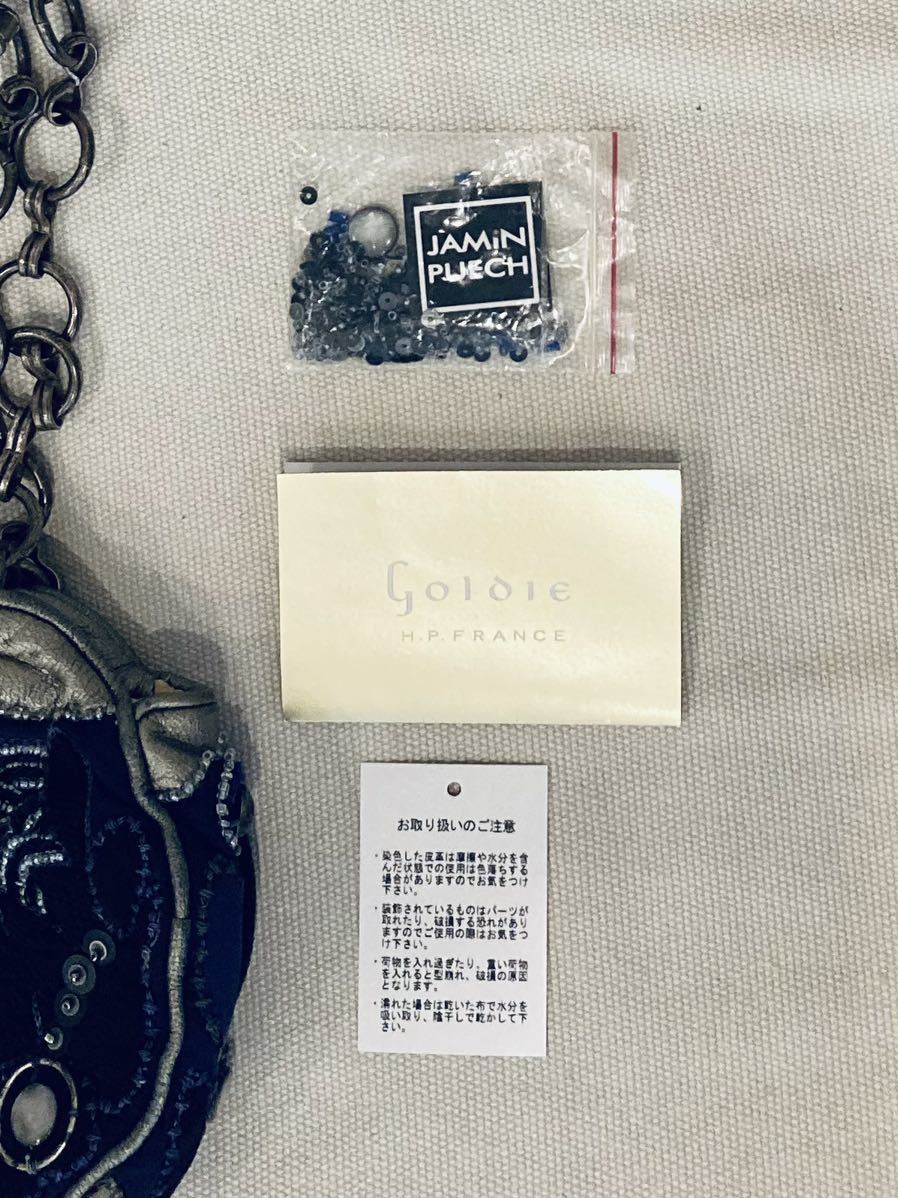 JAMIN
PUECH
Goldie
H.P.FRANCE
お取り扱いのご注意
・染色した皮革は摩擦や水分を含
んだ状態での使用は色落ちする
場合がありますのでお気をつけ
下さい。
・装飾されているものはパーツが
取れたり、破損する恐れがあり
ますのでご使用の際はお気をつ
け下さい。
・荷物を入れ過ぎたり、重い荷物
を入れると型崩れ、破損の原因
となります。
・濡れた場合は乾いた布で水分を
吸い取り、陰干しで乾かして下
さい。